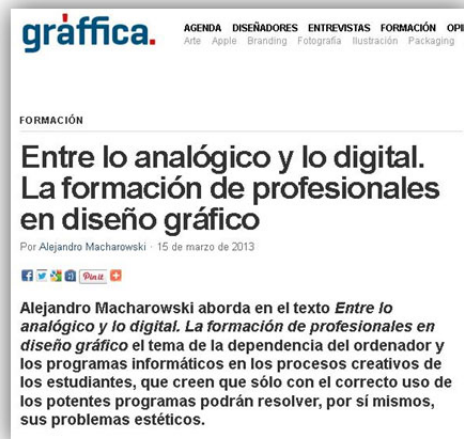 gràffica.
AGENDA DISEÑADORES ENTREVISTAS FORMACIÓN OPI
Arte Apple Branding Fotografía Ilustración Packaging
FORMACIÓN
Entre lo analógico y lo digital.
La formación de profesionales
en diseño gráfico
Por Alejandro Macharowski · 15 de marzo de 2013
Pin it
Alejandro Macharowski aborda en el texto Entre lo
analógico y lo digital. La formación de profesionales en
diseño gráfico el tema de la dependencia del ordenador y
los programas informáticos en los procesos creativos de
los estudiantes, que creen que sólo con el correcto uso de
los potentes programas podrán resolver, por sí mismos,
sus problemas estéticos.